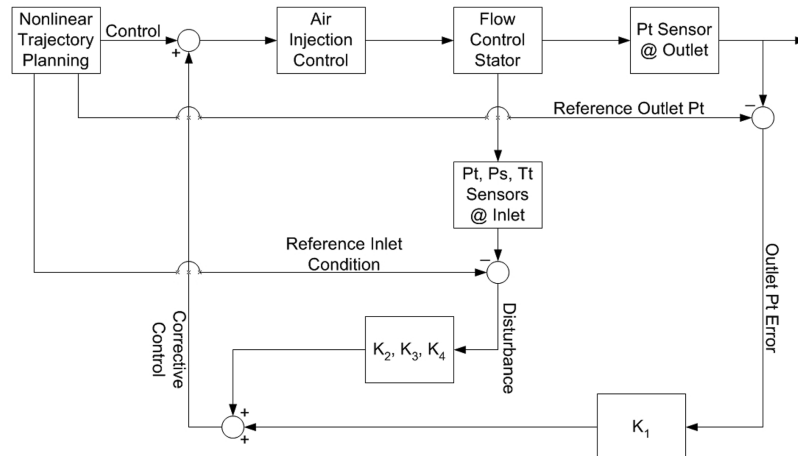 Nonlinear
Trajectory
Planning
Control
+
Air
Injection
Control
Flow
Control
Stator
Pt Sensor
@ Outlet
−
Reference Outlet Pt
Pt, Ps, Tt
Sensors
@ Inlet
Reference Inlet
Condition
−
Outlet Pt Error
Disturbance
Corrective
Control
K₂, K₃, K₄
+
+
K₁